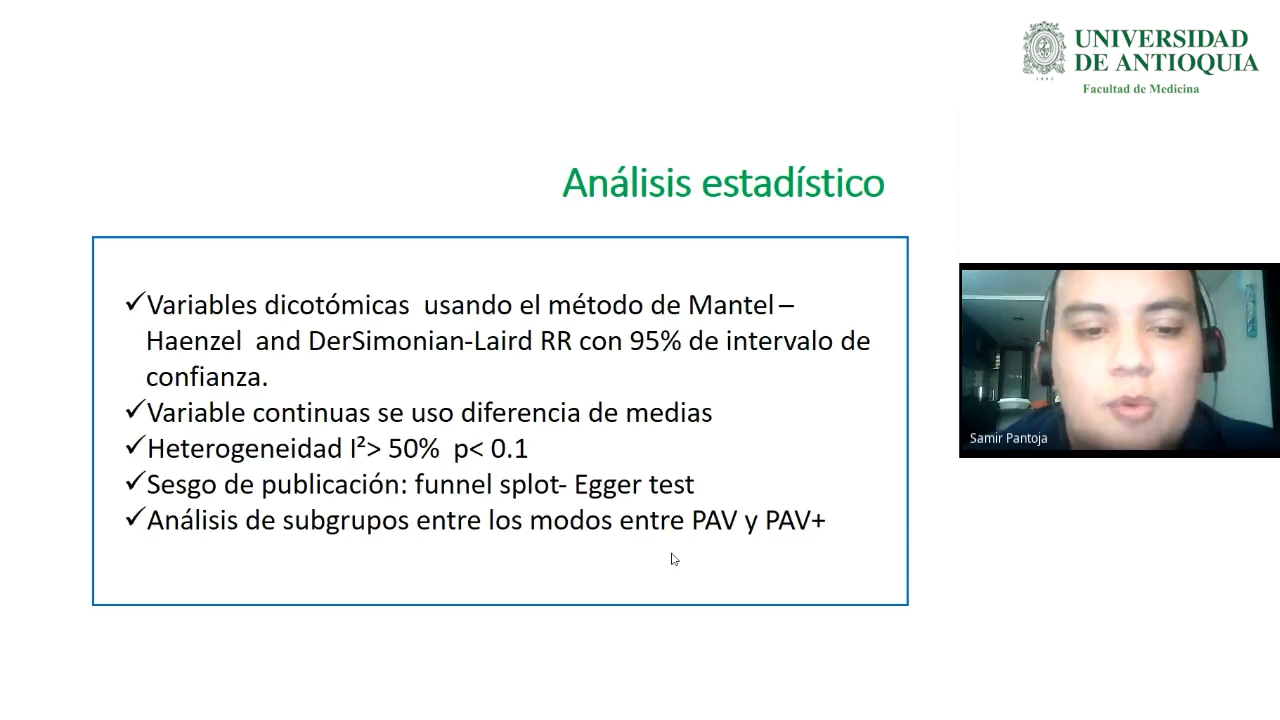 UNIVERSIDAD
DE ANTIOQUIA
1803
Facultad de Medicina
Análisis estadístico
✓Variables dicotómicas usando el método de Mantel –
Haenzel and DerSimonian-Laird RR con 95% de intervalo de
confianza.
✓Variable continuas se uso diferencia de medias
✓Heterogeneidad I²> 50% p< 0.1
✓Sesgo de publicación: funnel splot- Egger test
✓Análisis de subgrupos entre los modos entre PAV y PAV+
Samir Pantoja